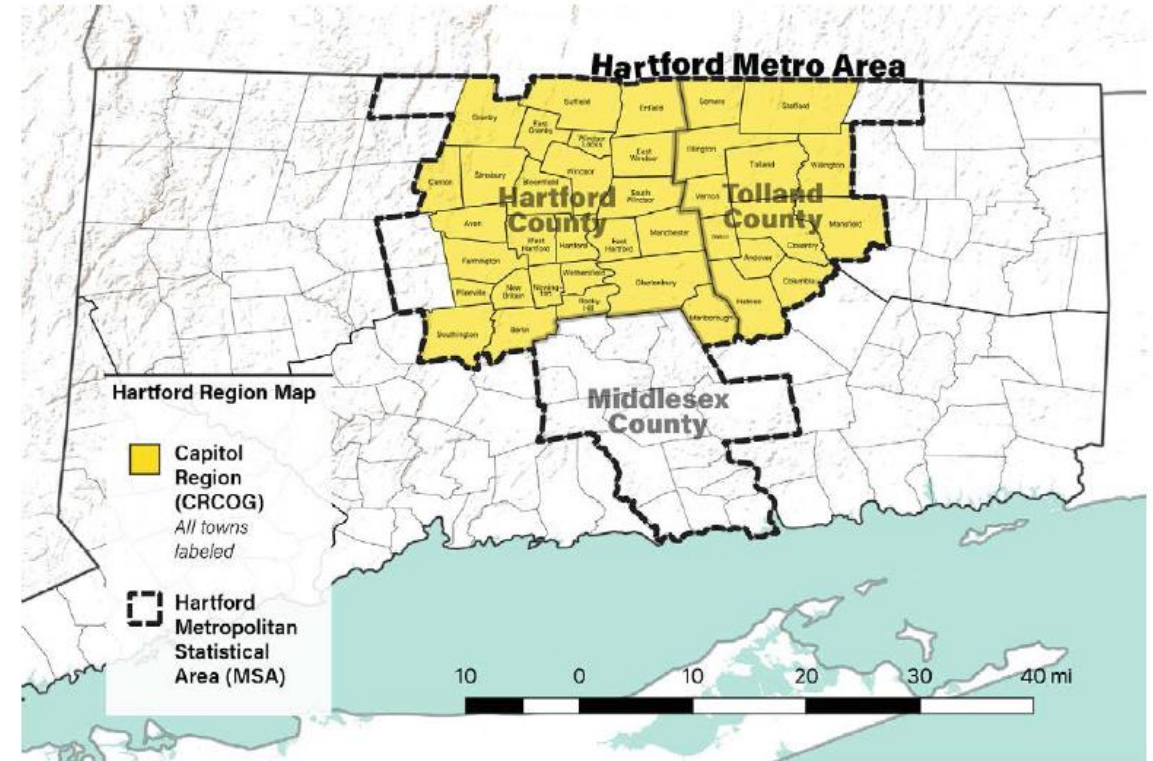 Hartford Metro Area
Suffield
Enfield
Somers
Stafford
Granby
East
Granby
Windsor
Locks
East
Windsor
Ellington
Tolland
Willington
Canton
Simsbury
Bloomfield
Windsor
South
Windsor
Vernon
Hartford
County
Tolland
County
Avon
West
Hartford
Hartford
East
Hartford
Manchester
Bolton
Coventry
Mansfield
Andover
Farmington
Wethersfield
Glastonbury
Columbia
Plainville
New
Britain
Newing-
ton
Rocky
Hill
Hebron
Marlborough
Southington
Berlin
Middlesex
County
Hartford Region Map
Capitol
Region
(CRCOG)
All towns
labeled
Hartford
Metropolitan
Statistical
Area (MSA)
10 0 10 20 30 40 mi